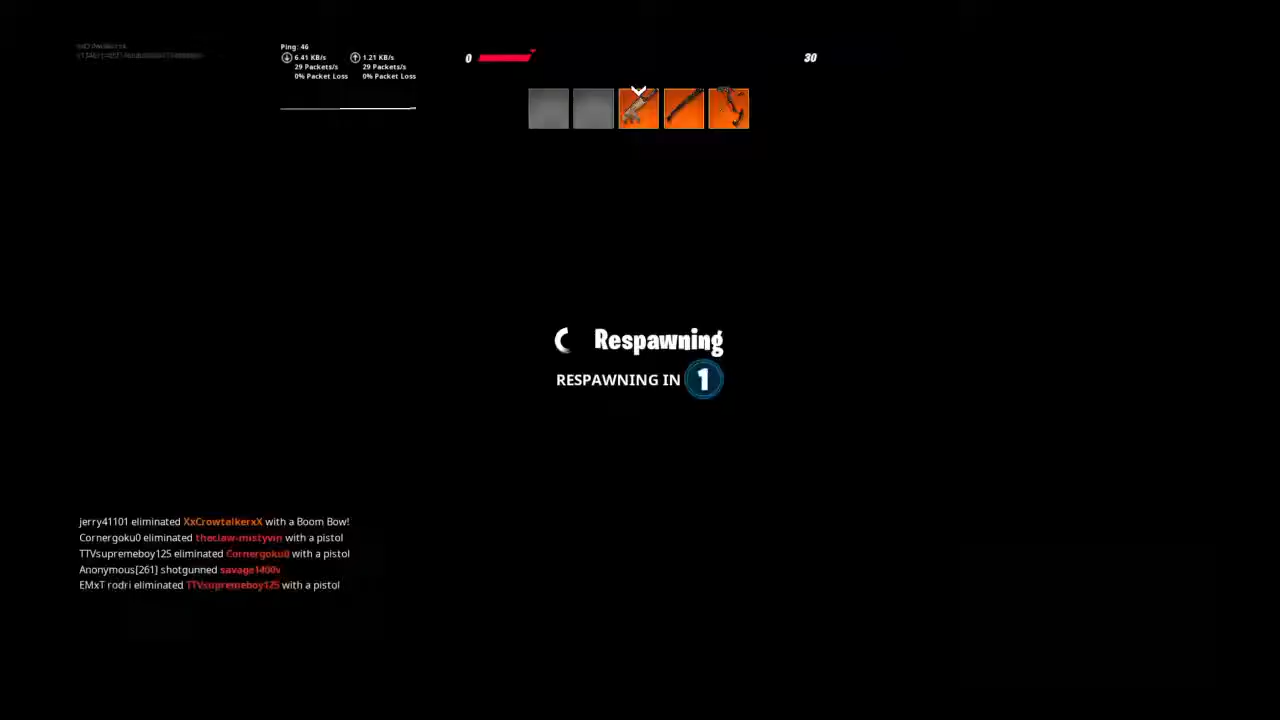 Ping: 46
6.41 KB/s 1.21 KB/s
29 Packets/s 29 Packets/s
0% Packet Loss 0% Packet Loss
0 30
Respawning
RESPAWNING IN 1
jerry41101 eliminated XxCrowtalkerxX with a Boom Bow!
Cornergoku0 eliminated theclaw-mistyvin with a pistol
TTVsupremeboy125 eliminated Cornergoku0 with a pistol
Anonymous[261] shotgunned savage1400v
EMxT rodri eliminated TTVsupremeboy125 with a pistol